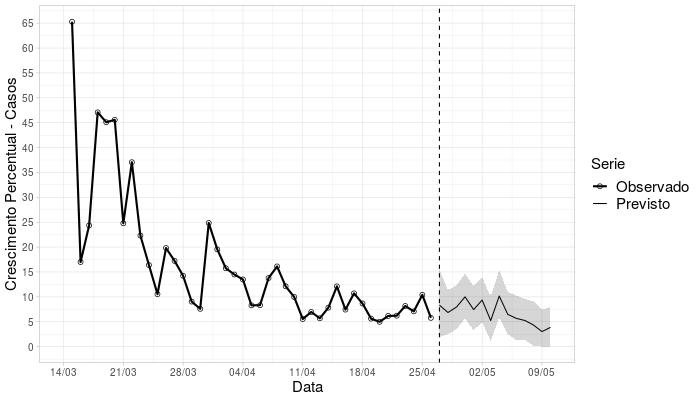 Crescimento Percentual - Casos
65
60
55
50
45
40
35
30
25
20
15
10
5
0
14/03 21/03 28/03 04/04 11/04 18/04 25/04 02/05 09/05
Data
Serie
Observado
Previsto